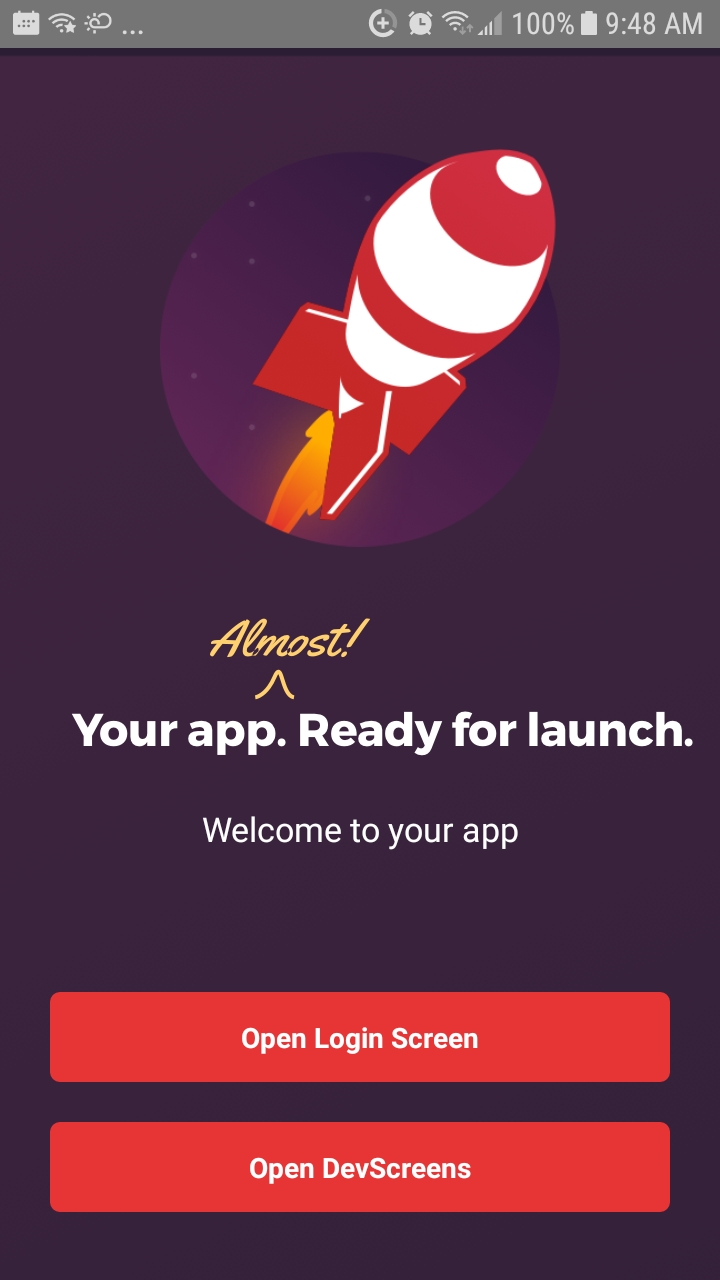 ... 100% 9:48 AM
Almost!
Your app. Ready for launch.
Welcome to your app
Open Login Screen
Open DevScreens